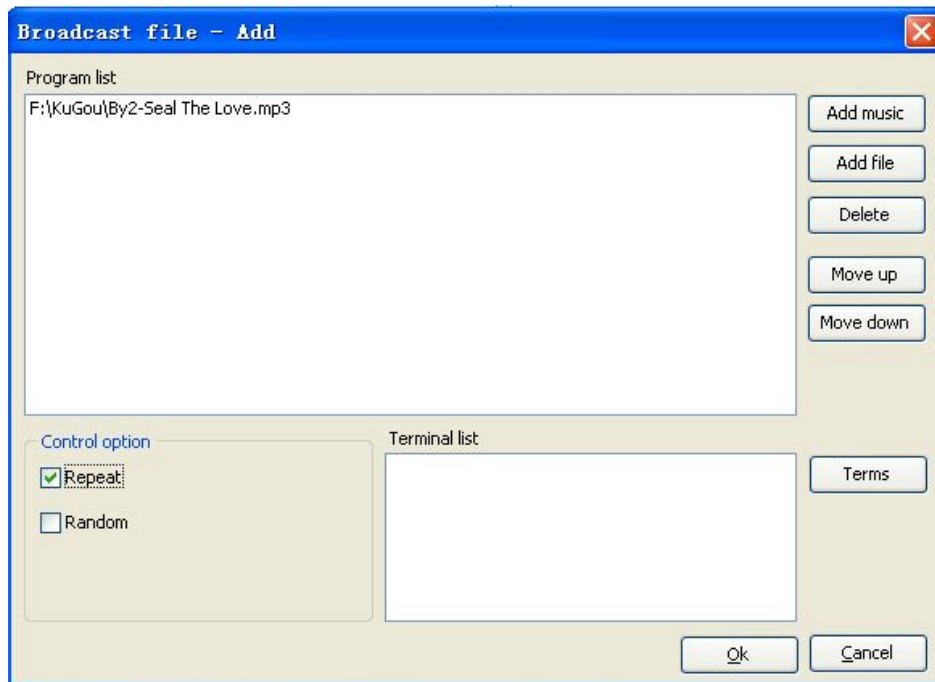 Broadcast file - Add
Program list
F:\KuGou\By2-Seal The Love.mp3
Add music
Add file
Delete
Move up
Move down
Control option
Repeat
Random
Terminal list
Terms
Ok
Cancel